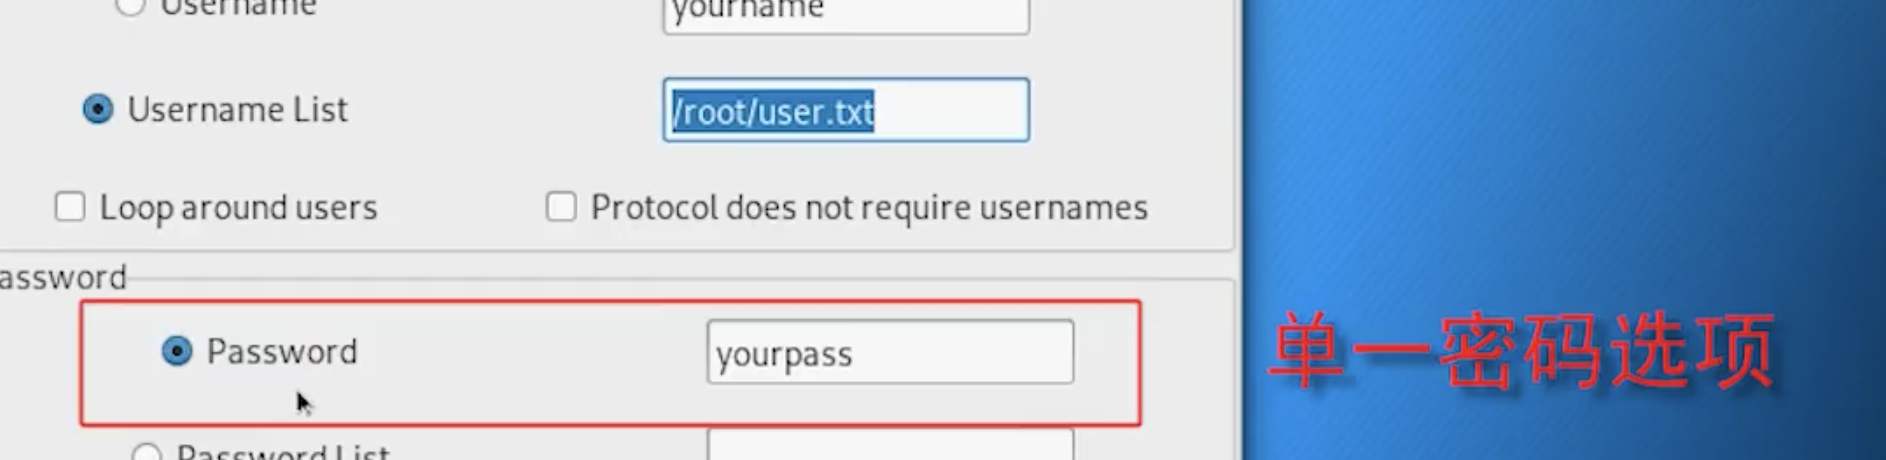 Username yourname
Username List /root/user.txt
Loop around users Protocol does not require usernames
assword
Password yourpass 单一密码选项
Password List